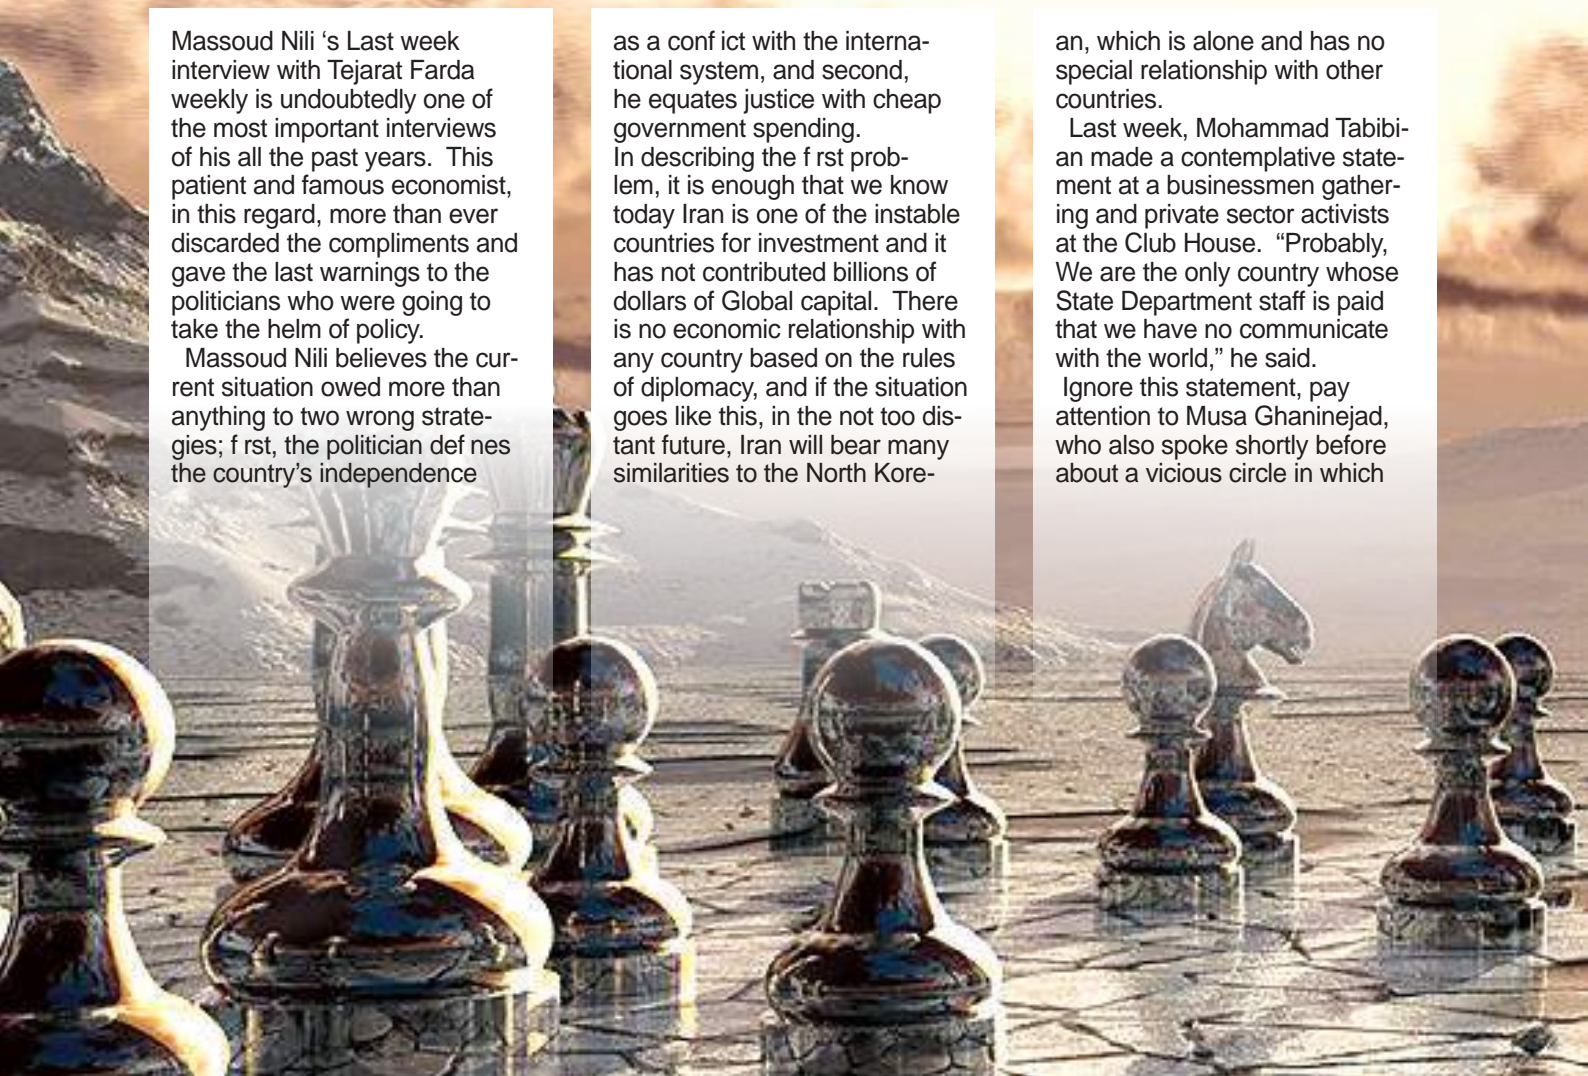 Massoud Nili ‘s Last week
interview with Tejarat Farda
weekly is undoubtedly one of
the most important interviews
of his all the past years.  This
patient and famous economist,
in this regard, more than ever
discarded the compliments and
gave the last warnings to the
politicians who were going to
take the helm of policy.
Massoud Nili believes the cur-
rent situation owed more than
anything to two wrong strate-
gies; f rst, the politician def nes
the country’s independence
as a conf ict with the interna-
tional system, and second,
he equates justice with cheap
government spending.
In describing the f rst prob-
lem, it is enough that we know
today Iran is one of the instable
countries for investment and it
has not contributed billions of
dollars of Global capital.  There
is no economic relationship with
any country based on the rules
of diplomacy, and if the situation
goes like this, in the not too dis-
tant future, Iran will bear many
similarities to the North Kore-
an, which is alone and has no
special relationship with other
countries.
Last week, Mohammad Tabibi-
an made a contemplative state-
ment at a businessmen gather-
ing and private sector activists
at the Club House.  “Probably,
We are the only country whose
State Department staff is paid
that we have no communicate
with the world,” he said.
Ignore this statement, pay
attention to Musa Ghaninejad,
who also spoke shortly before
about a vicious circle in which